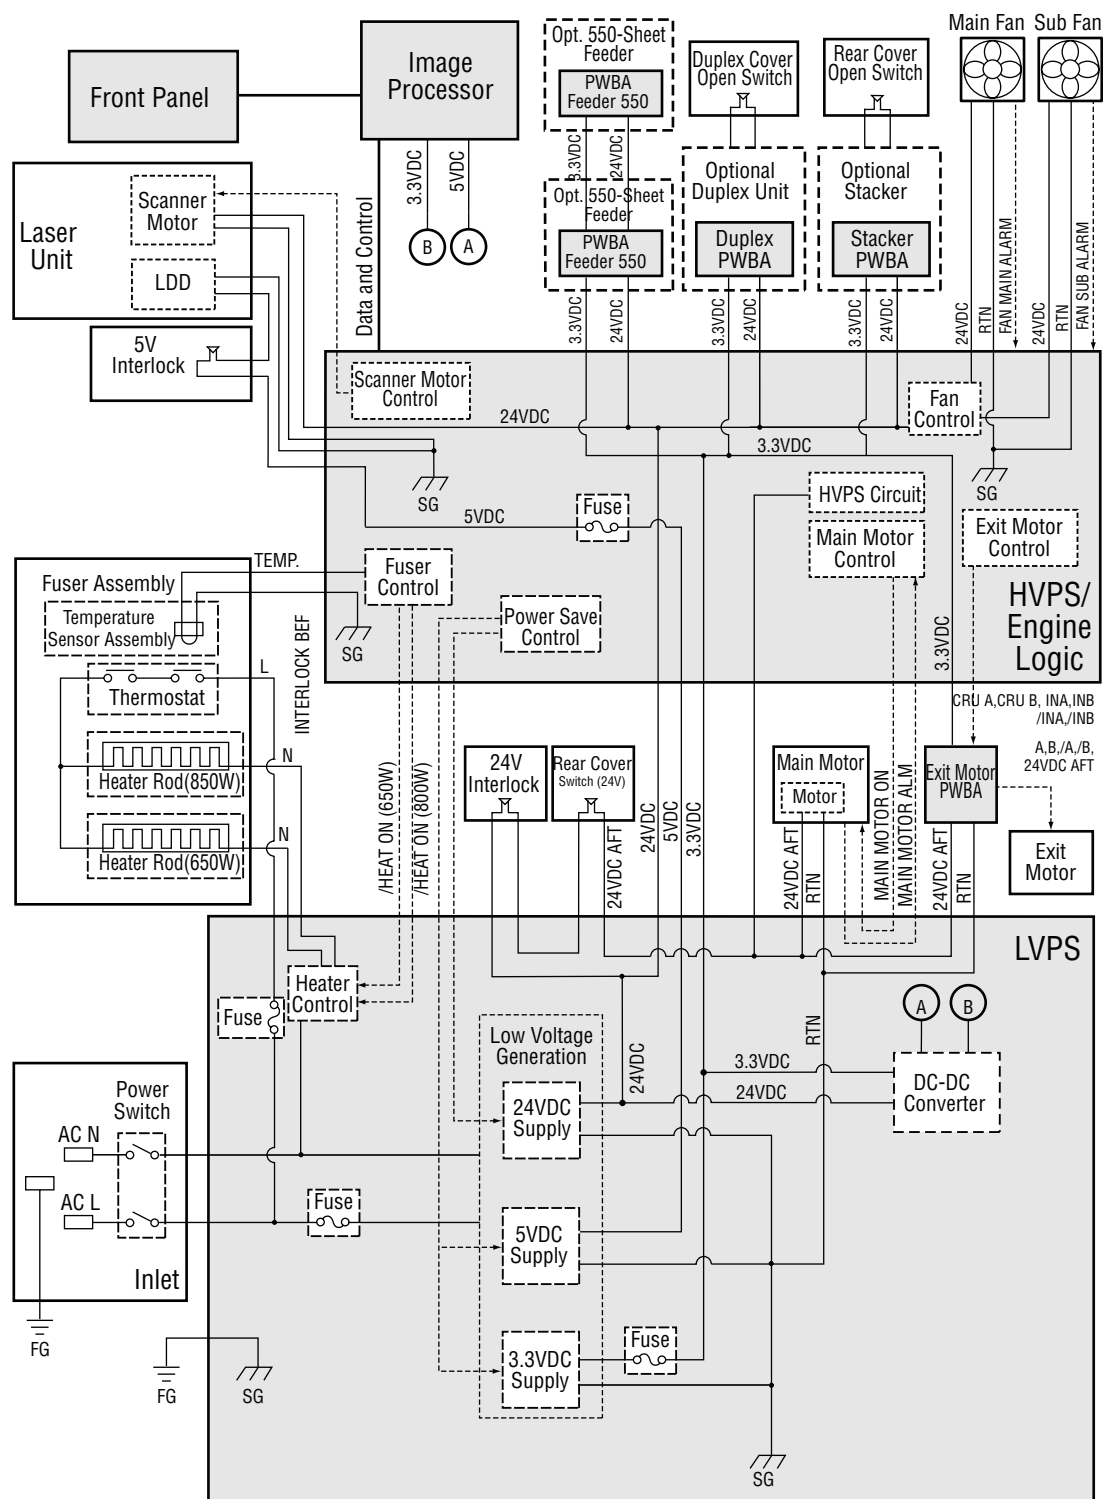 Main Fan
Sub Fan
Opt. 550-Sheet
Feeder
PWBA
Feeder 550
Duplex Cover
Open Switch
Rear Cover
Open Switch
Front Panel
Image
Processor
3.3VDC
5VDC
B
A
Data and Control
3.3VDC
24VDC
Opt. 550-Sheet
Feeder
PWBA
Feeder 550
Optional
Duplex Unit
Duplex
PWBA
Optional
Stacker
Stacker
PWBA
Laser
Unit
Scanner
Motor
LDD
5V
Interlock
3.3VDC
24VDC
3.3VDC
24VDC
3.3VDC
24VDC
24VDC
RTN
FAN MAIN ALARM
24VDC
RTN
FAN SUB ALARM
Scanner Motor
Control
24VDC
Fan
Control
3.3VDC
SG
SG
HVPS Circuit
5VDC
Fuse
Main Motor
Control
Exit Motor
Control
TEMP.
Fuser
Control
SG
Power Save
Control
HVPS/
Engine
Logic
3.3VDC
Fuser Assembly
Temperature
Sensor Assembly
Thermostat
L
INTERLOCK BEF
Heater Rod(850W)
N
Heater Rod(650W)
N
/HEAT ON (650W)
/HEAT ON (800W)
24V
Interlock
Rear Cover
Switch (24V)
24VDC AFT
24VDC
5VDC
3.3VDC
Main Motor
Motor
24VDC AFT
RTN
MAIN MOTOR ON
MAIN MOTOR ALM
CRU A,CRU B, INA,INB
/INA,/INB
A,B,/A,/B,
24VDC AFT
Exit Motor
PWBA
24VDC AFT
RTN
Exit
Motor
LVPS
Heater
Control
Fuse
Low Voltage
Generation
24VDC
RTN
A
B
3.3VDC
24VDC
DC-DC
Converter
24VDC
Supply
Power
Switch
AC N
AC L
Inlet
FG
Fuse
5VDC
Supply
3.3VDC
Supply
Fuse
FG
SG
SG